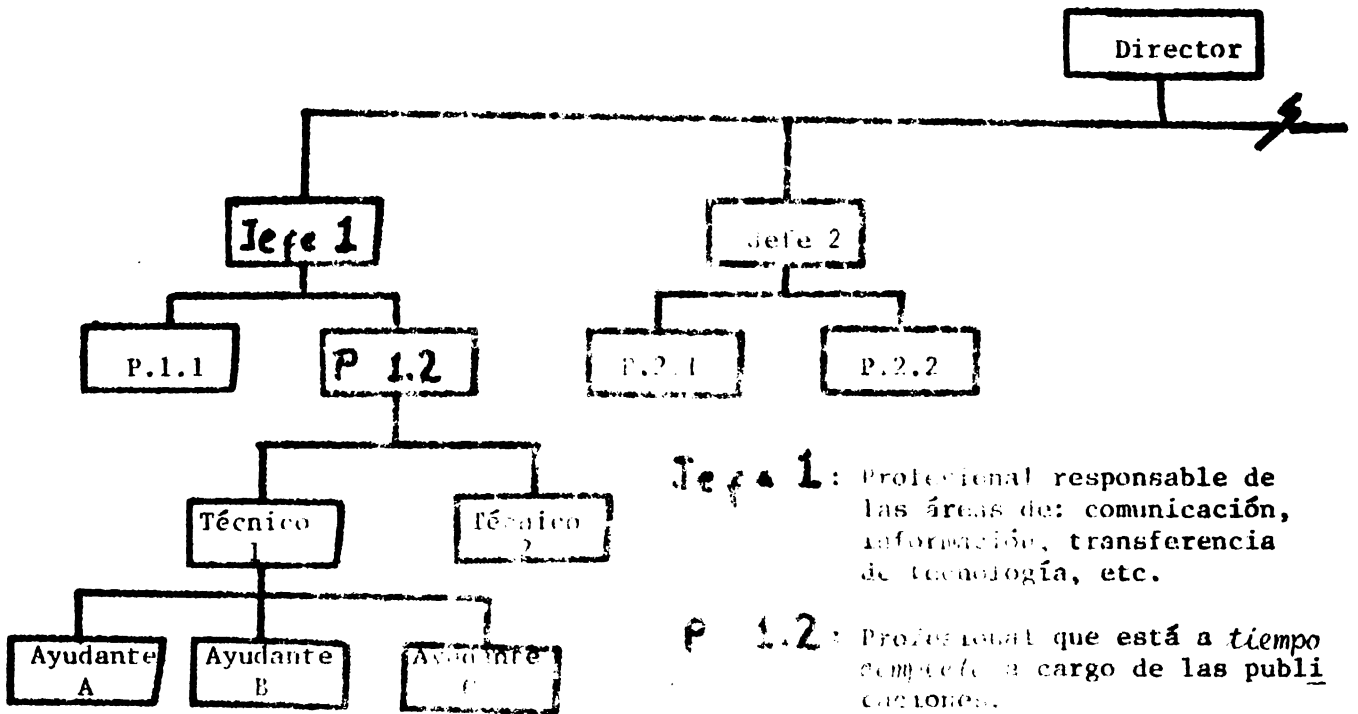 Director
Jefe 1
Jefe 2
P.1.1
P 1.2
P.2.1
P.2.2
Técnico
1
Técnico
2
Ayudante
A
Ayudante
B
Ayudante
C
Jefe 1: Profesional responsable de
las áreas de: comunicación,
información, transferencia
de tecnología, etc.
P 1.2: Profesional que está a tiempo
completo a cargo de las publi
caciones.